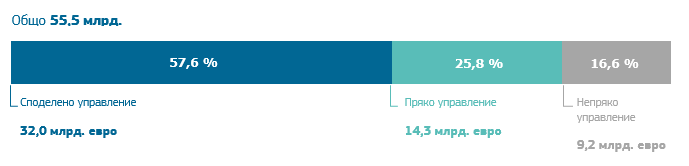 Общо 55,5 млрд.
57,6 % 25,8 % 16,6 %
Споделено управление Пряко управление Непряко
управление
32,0 млрд. евро 14,3 млрд. евро
9,2 млрд. евро